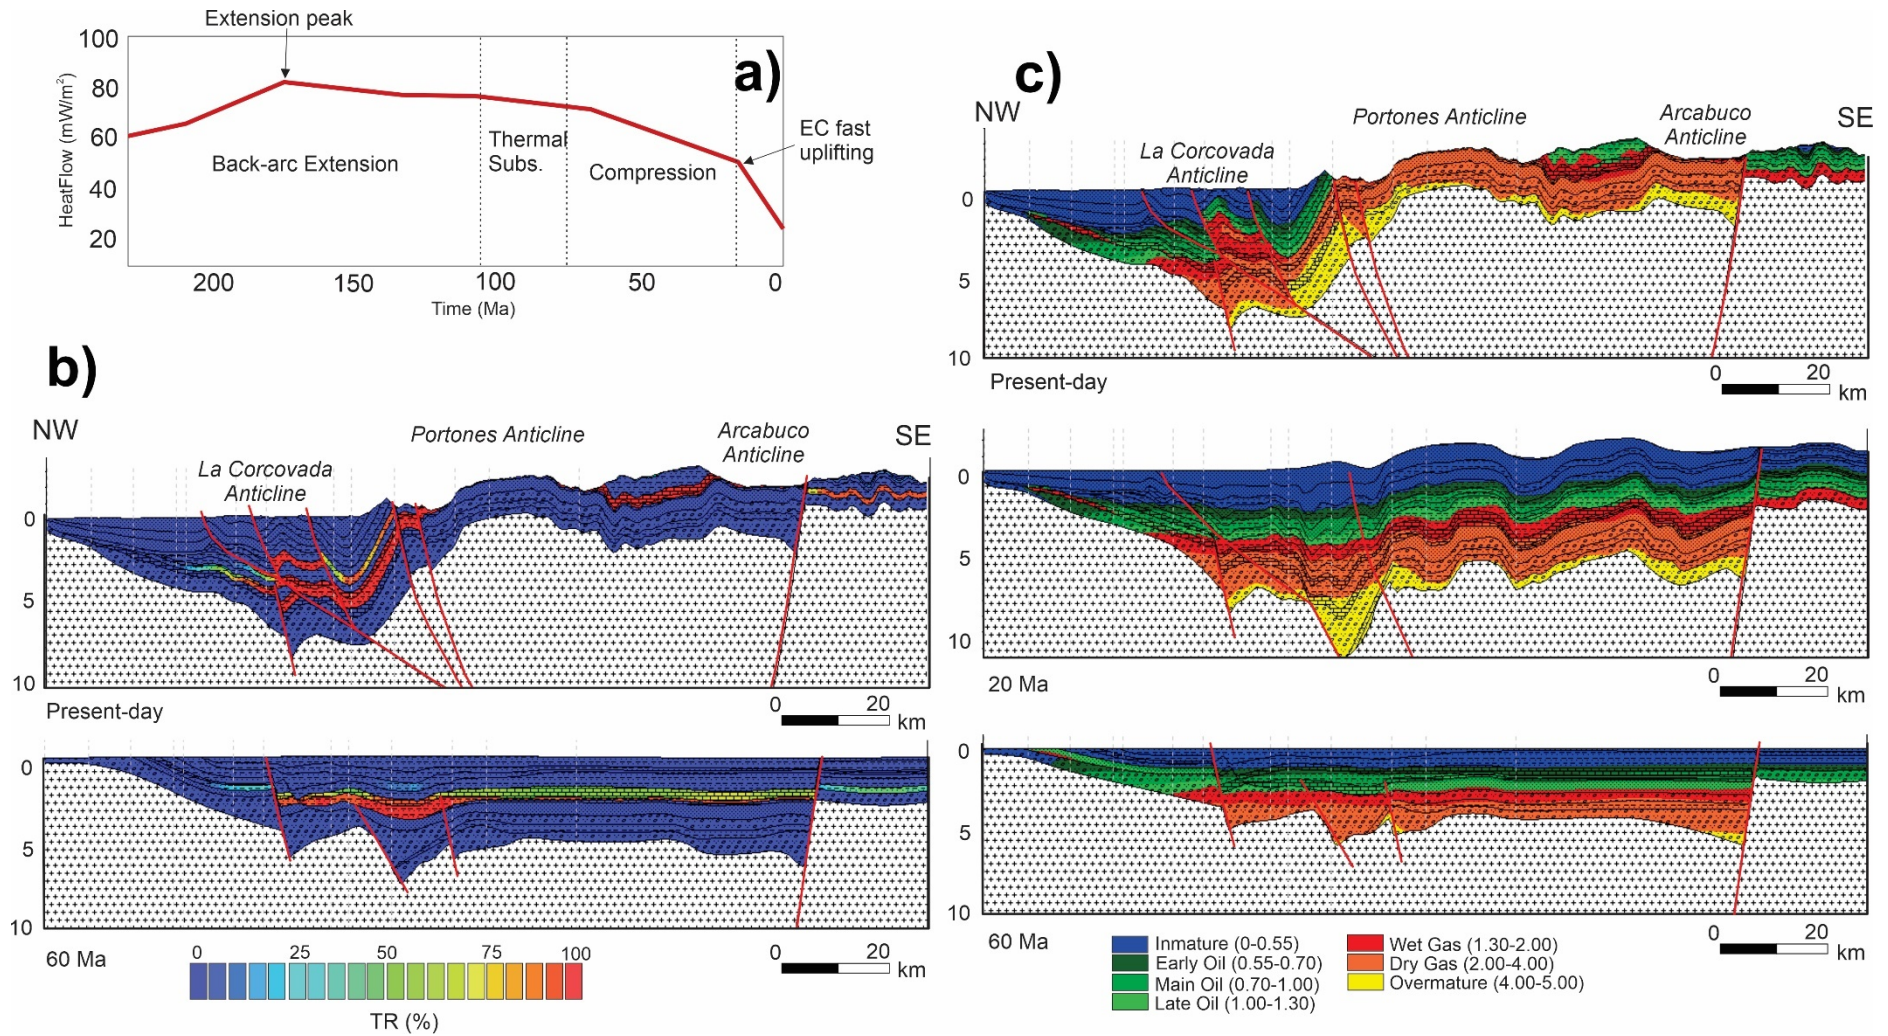 Extension peak
100
80
60
40
20
HeatFlow (mW/m²)
a)
Back-arc Extension
Thermal
Subs.
Compression
EC fast
uplifting
200
150
100
50
0
Time (Ma)
b)
NW
SE
La Corcovada
Anticline
Portones Anticline
Arcabuco
Anticline
0
5
10
Present-day
0
20
km
0
5
10
60 Ma
0
20
km
0
25
50
75
100
TR (%)
c)
NW
SE
La Corcovada
Anticline
Portones Anticline
Arcabuco
Anticline
0
5
10
Present-day
0
20
km
0
5
10
20 Ma
0
20
km
0
5
10
60 Ma
0
20
km
Inmature (0-0.55)
Early Oil (0.55-0.70)
Main Oil (0.70-1.00)
Late Oil (1.00-1.30)
Wet Gas (1.30-2.00)
Dry Gas (2.00-4.00)
Overmature (4.00-5.00)